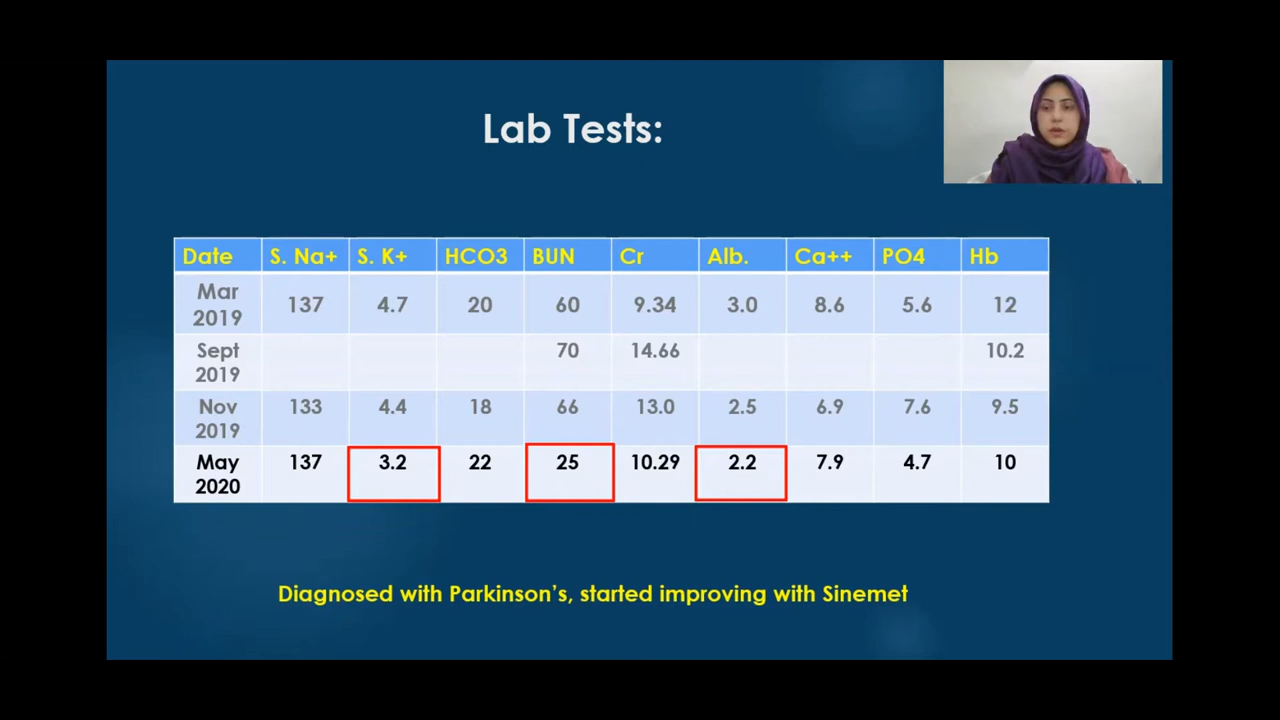 Lab Tests:
Date S. Na+ S. K+ HCO3 BUN Cr Alb. Ca++ PO4 Hb
Mar 2019 137 4.7 20 60 9.34 3.0 8.6 5.6 12
Sept 2019 70 14.66 10.2
Nov 2019 133 4.4 18 66 13.0 2.5 6.9 7.6 9.5
May 2020 137 3.2 22 25 10.29 2.2 7.9 4.7 10
Diagnosed with Parkinson's, started improving with Sinemet